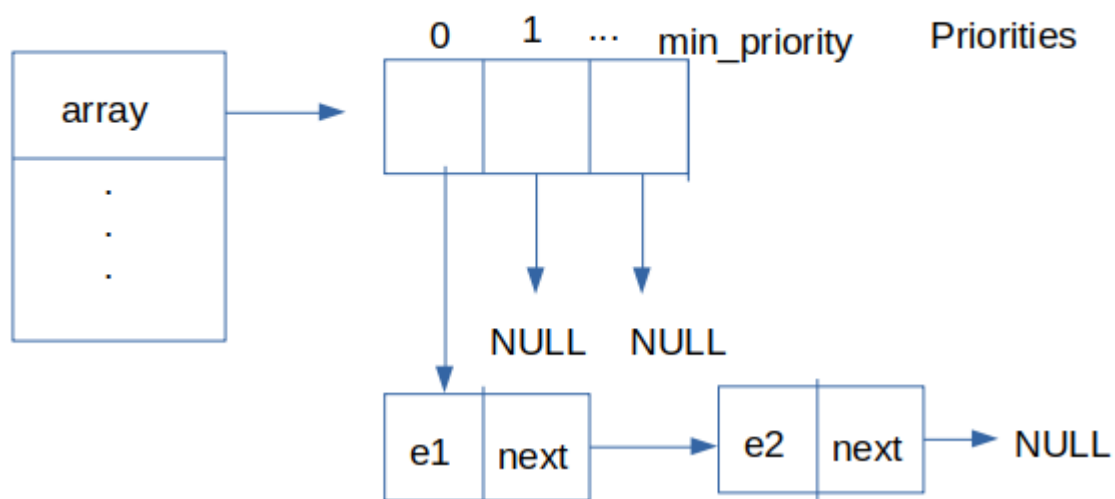 0 1 ... min_priority Priorities
array
.
.
.
NULL NULL
e1 next e2 next NULL